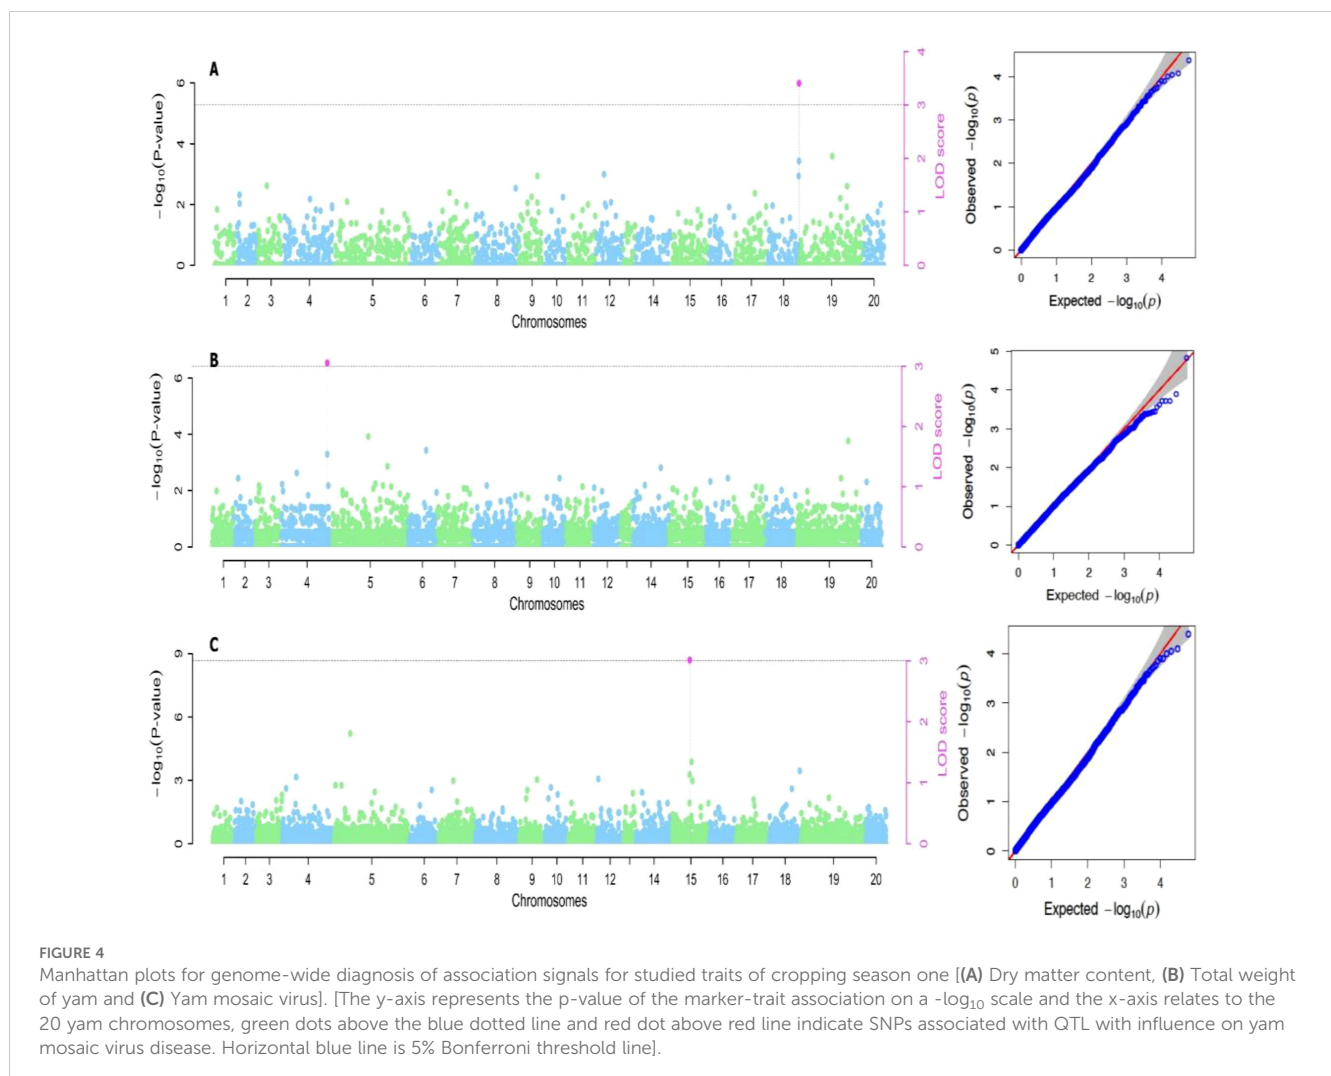 A
−log10(P-value)
6
4
2
0
4
3
2
1
0
LOD score
1 2 3 4 5 6 7 8 9 10 11 12 14 15 16 17 18 19 20
Chromosomes
Observed −log10(p)
4
3
2
1
0
0 1 2 3 4
Expected −log10(p)
B
−log10(P-value)
6
4
2
0
3
2
1
0
LOD score
1 2 3 4 5 6 7 8 9 10 11 12 14 15 16 17 18 19 20
Chromosomes
Observed −log10(p)
5
4
3
2
1
0
0 1 2 3 4
Expected −log10(p)
C
−log10(P-value)
9
6
3
0
3
2
1
0
LOD score
1 2 3 4 5 6 7 8 9 10 11 12 14 15 16 17 18 19 20
Chromosomes
Observed −log10(p)
4
3
2
1
0
0 1 2 3 4
Expected −log10(p)
FIGURE 4
Manhattan plots for genome-wide diagnosis of association signals for studied traits of cropping season one [(A) Dry matter content, (B) Total weight
of yam and (C) Yam mosaic virus]. [The y-axis represents the p-value of the marker-trait association on a -log10 scale and the x-axis relates to the
20 yam chromosomes, green dots above the blue dotted line and red dot above red line indicate SNPs associated with QTL with influence on yam
mosaic virus disease. Horizontal blue line is 5% Bonferroni threshold line].